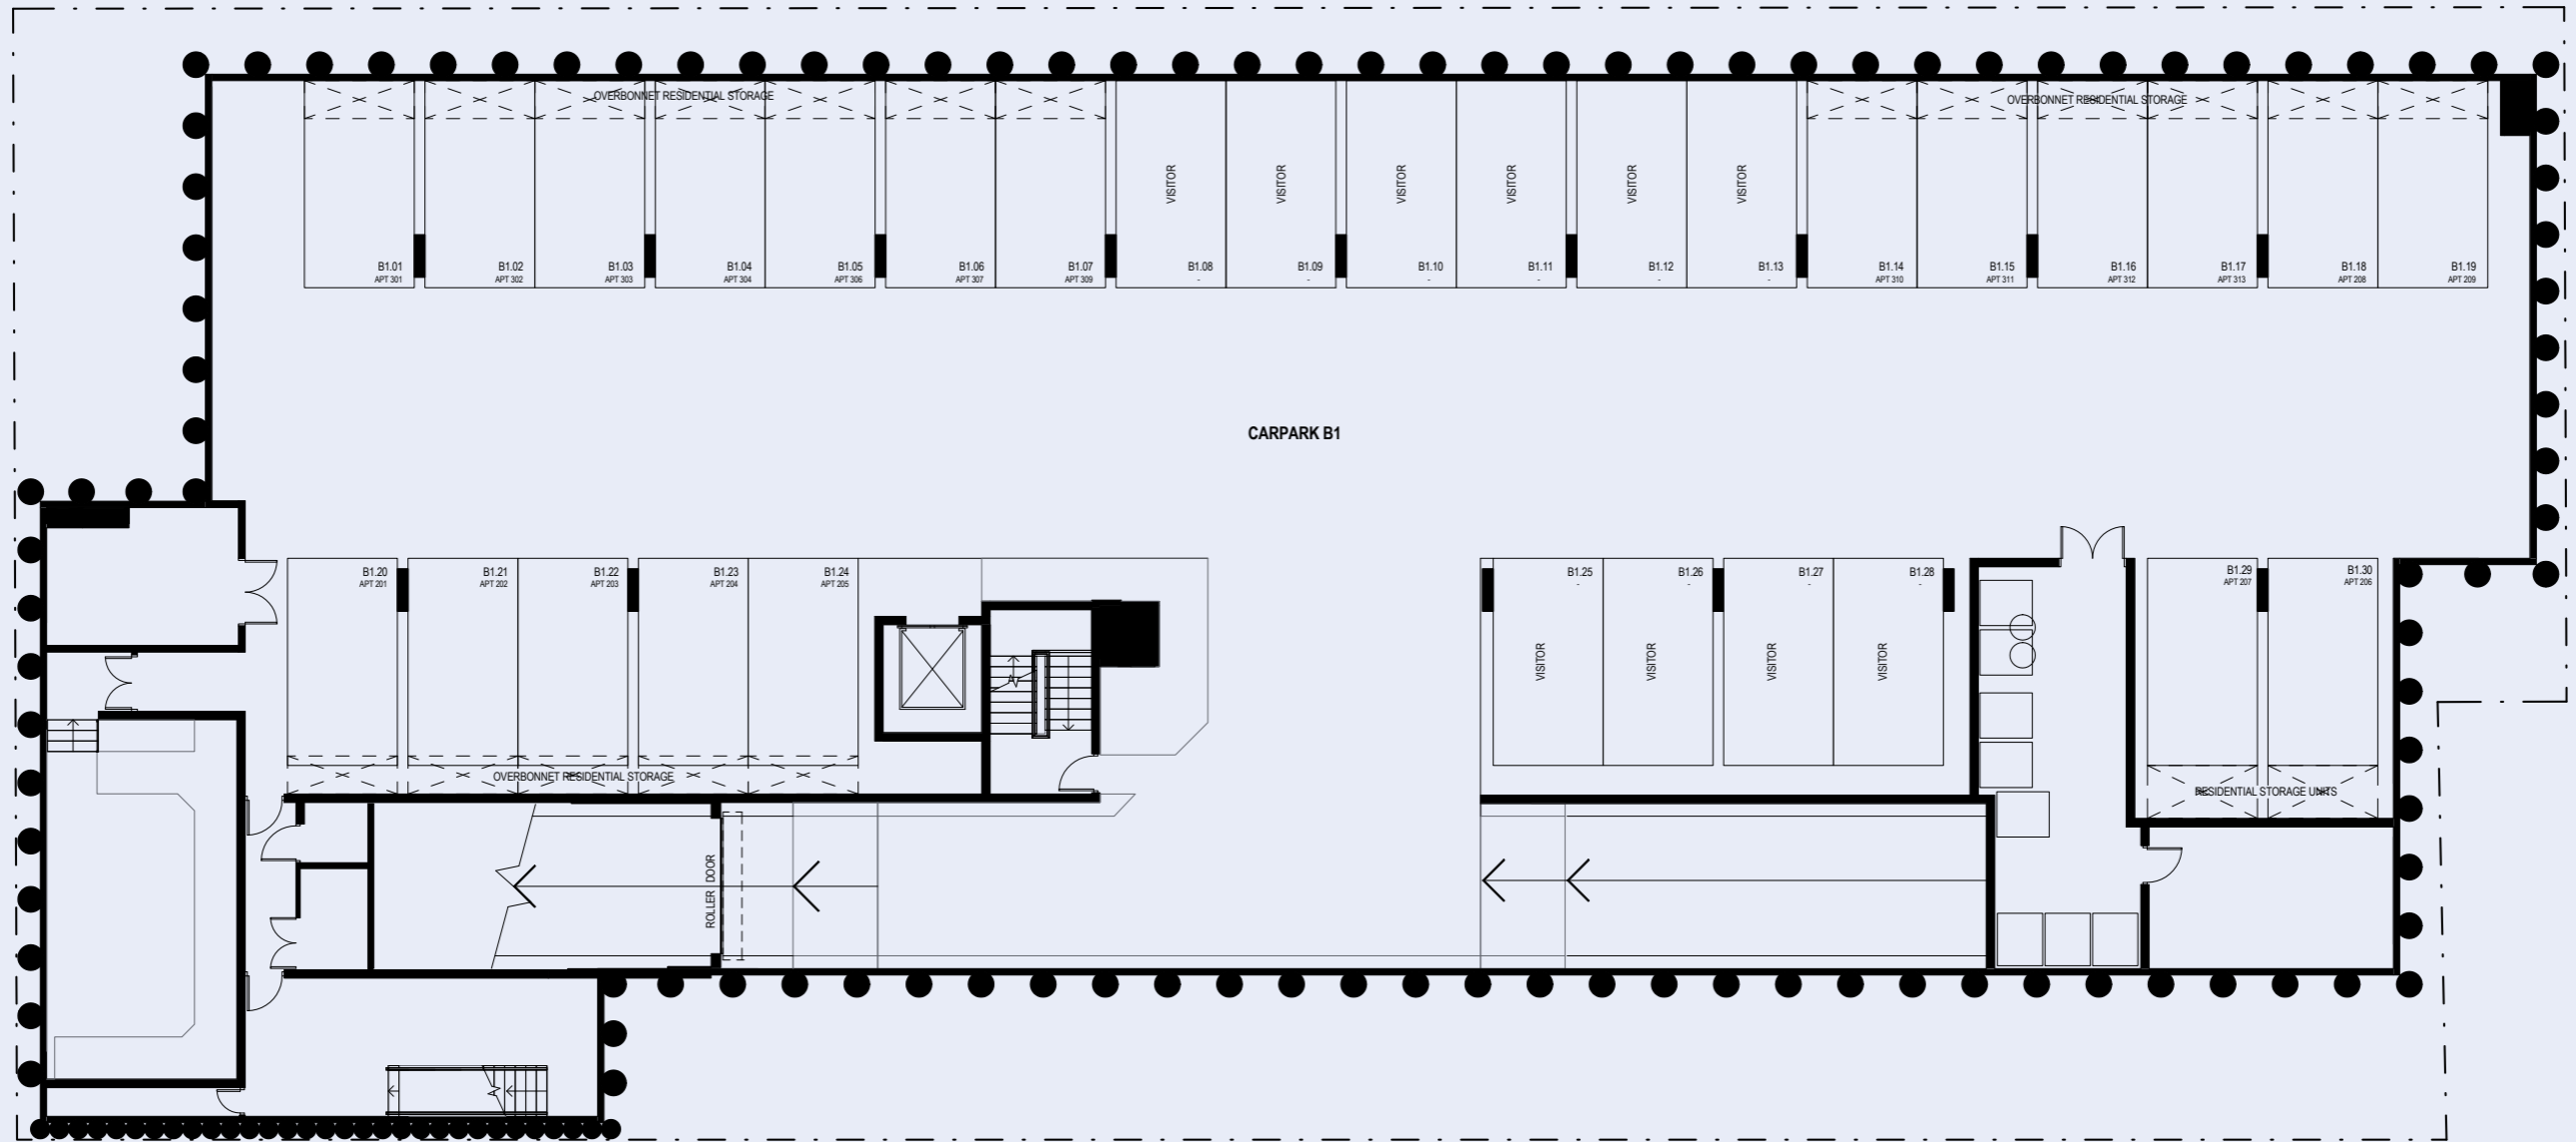 OVERBONNET RESIDENTIAL STORAGE
OVERBONNET RESIDENTIAL STORAGE
VISITOR
VISITOR
VISITOR
VISITOR
VISITOR
VISITOR
B1.01
APT 301
B1.02
APT 302
B1.03
APT 303
B1.04
APT 304
B1.05
APT 306
B1.06
APT 307
B1.07
APT 309
B1.08
-
B1.09
-
B1.10
-
B1.11
-
B1.12
-
B1.13
-
B1.14
APT 310
B1.15
APT 311
B1.16
APT 312
B1.17
APT 313
B1.18
APT 208
B1.19
APT 209
CARPARK B1
B1.20
APT 201
B1.21
APT 202
B1.22
APT 203
B1.23
APT 204
B1.24
APT 205
B1.25
-
B1.26
-
B1.27
-
B1.28
-
B1.29
APT 207
B1.30
APT 206
VISITOR
VISITOR
VISITOR
VISITOR
OVERBONNET RESIDENTIAL STORAGE
RESIDENTIAL STORAGE UNITS
ROLLER DOOR